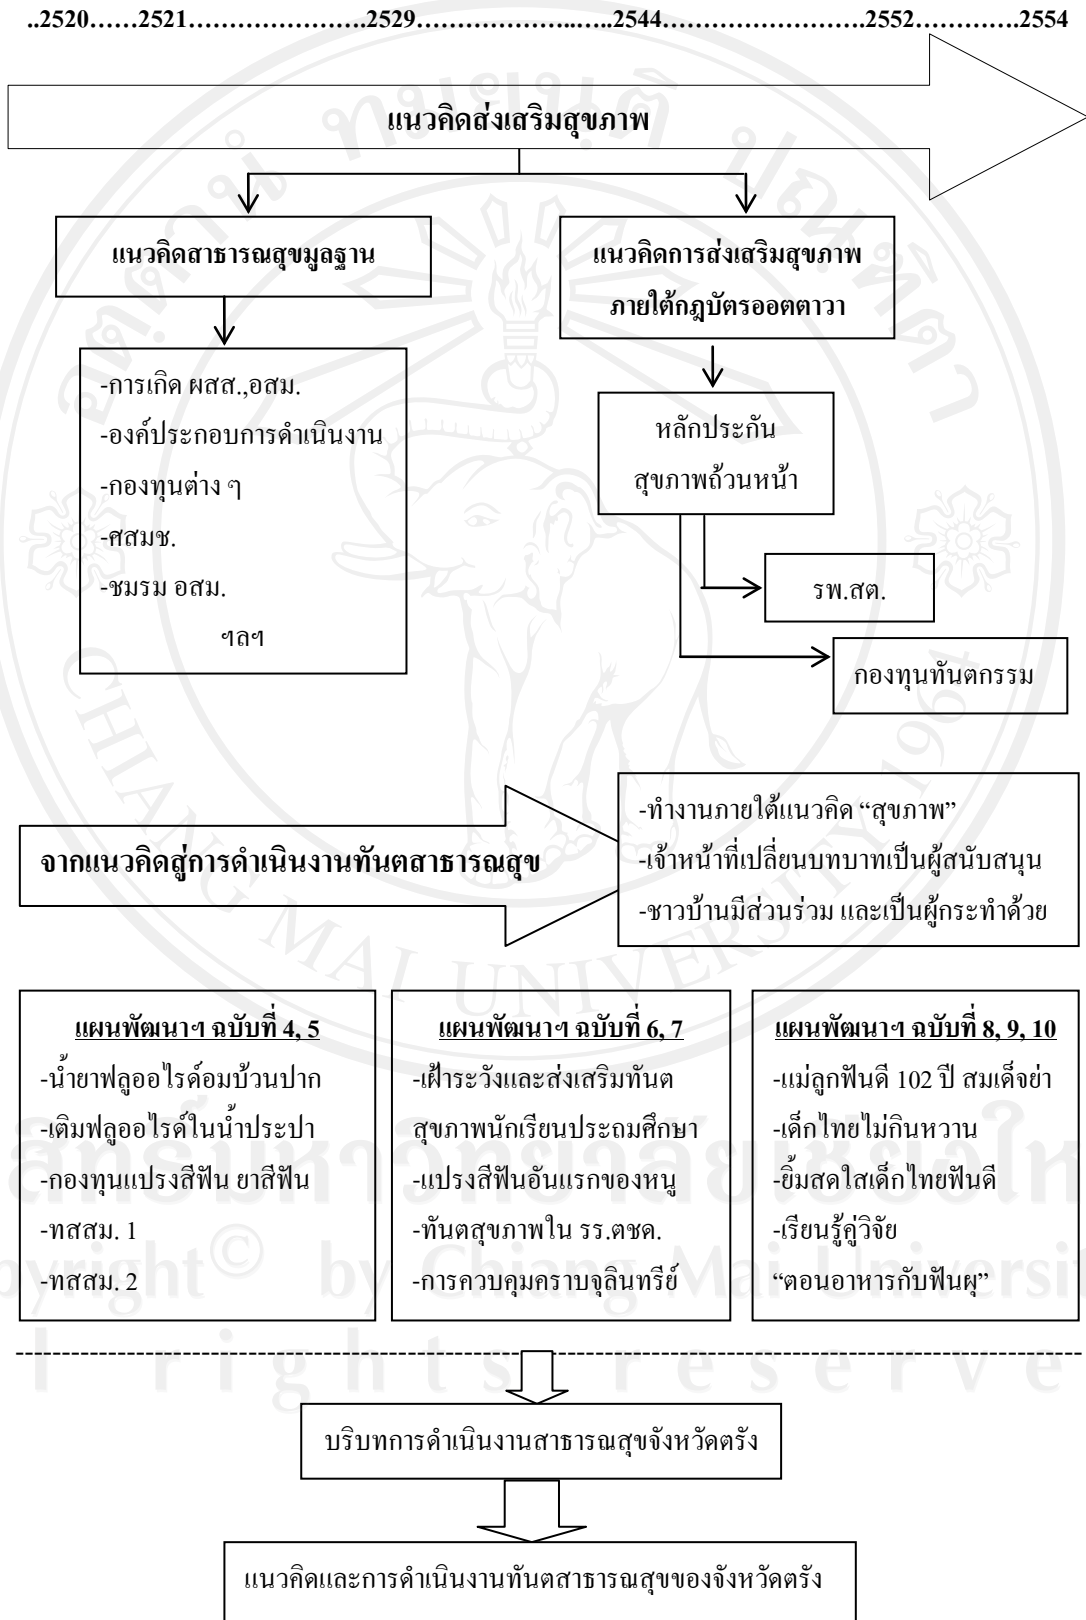 ..2520......2521......................2529........................2544........................2552.............2554
แนวคิดส่งเสริมสุขภาพ
แนวคิดสาธารณสุขมูลฐาน
แนวคิดการส่งเสริมสุขภาพ
ภายใต้กฎบัตรออตตาวา
-การเกิด ผสส.,อสม.
-องค์ประกอบการดำเนินงาน
-กองทุนต่าง ๆ
-ศสมช.
-ชมรม อสม.
ฯลฯ
หลักประกัน
สุขภาพถ้วนหน้า
รพ.สต.
กองทุนทันตกรรม
จากแนวคิดสู่การดำเนินงานทันตสาธารณสุข
-ทำงานภายใต้แนวคิด “สุขภาพ”
-เจ้าหน้าที่เปลี่ยนบทบาทเป็นผู้สนับสนุน
-ชาวบ้านมีส่วนร่วม และเป็นผู้กระทำด้วย
แผนพัฒนาฯ ฉบับที่ 4, 5
-น้ำยาฟลูออไรด์อมบ้วนปาก
-เติมฟลูออไรด์ในน้ำประปา
-กองทุนแปรงสีฟัน ยาสีฟัน
-ทสสม. 1
-ทสสม. 2
แผนพัฒนาฯ ฉบับที่ 6, 7
-เฝ้าระวังและส่งเสริมทันต
สุขภาพนักเรียนประถมศึกษา
-แปรงสีฟันอันแรกของหนู
-ทันตสุขภาพใน รร.ตชด.
-การควบคุมคราบจุลินทรีย์
แผนพัฒนาฯ ฉบับที่ 8, 9, 10
-แม่ลูกฟันดี 102 ปี สมเด็จย่า
-เด็กไทยไม่กินหวาน
-ยิ้มสดใสเด็กไทยฟันดี
-เรียนรู้คู่วิจัย
“ตอนอาหารกับฟันผุ”
บริบทการดำเนินงานสาธารณสุขจังหวัดตรัง
แนวคิดและการดำเนินงานทันตสาธารณสุขของจังหวัดตรัง
CHIANG MAI UNIVERSITY 1964
by Chiang Mai Universi
l rights reserve